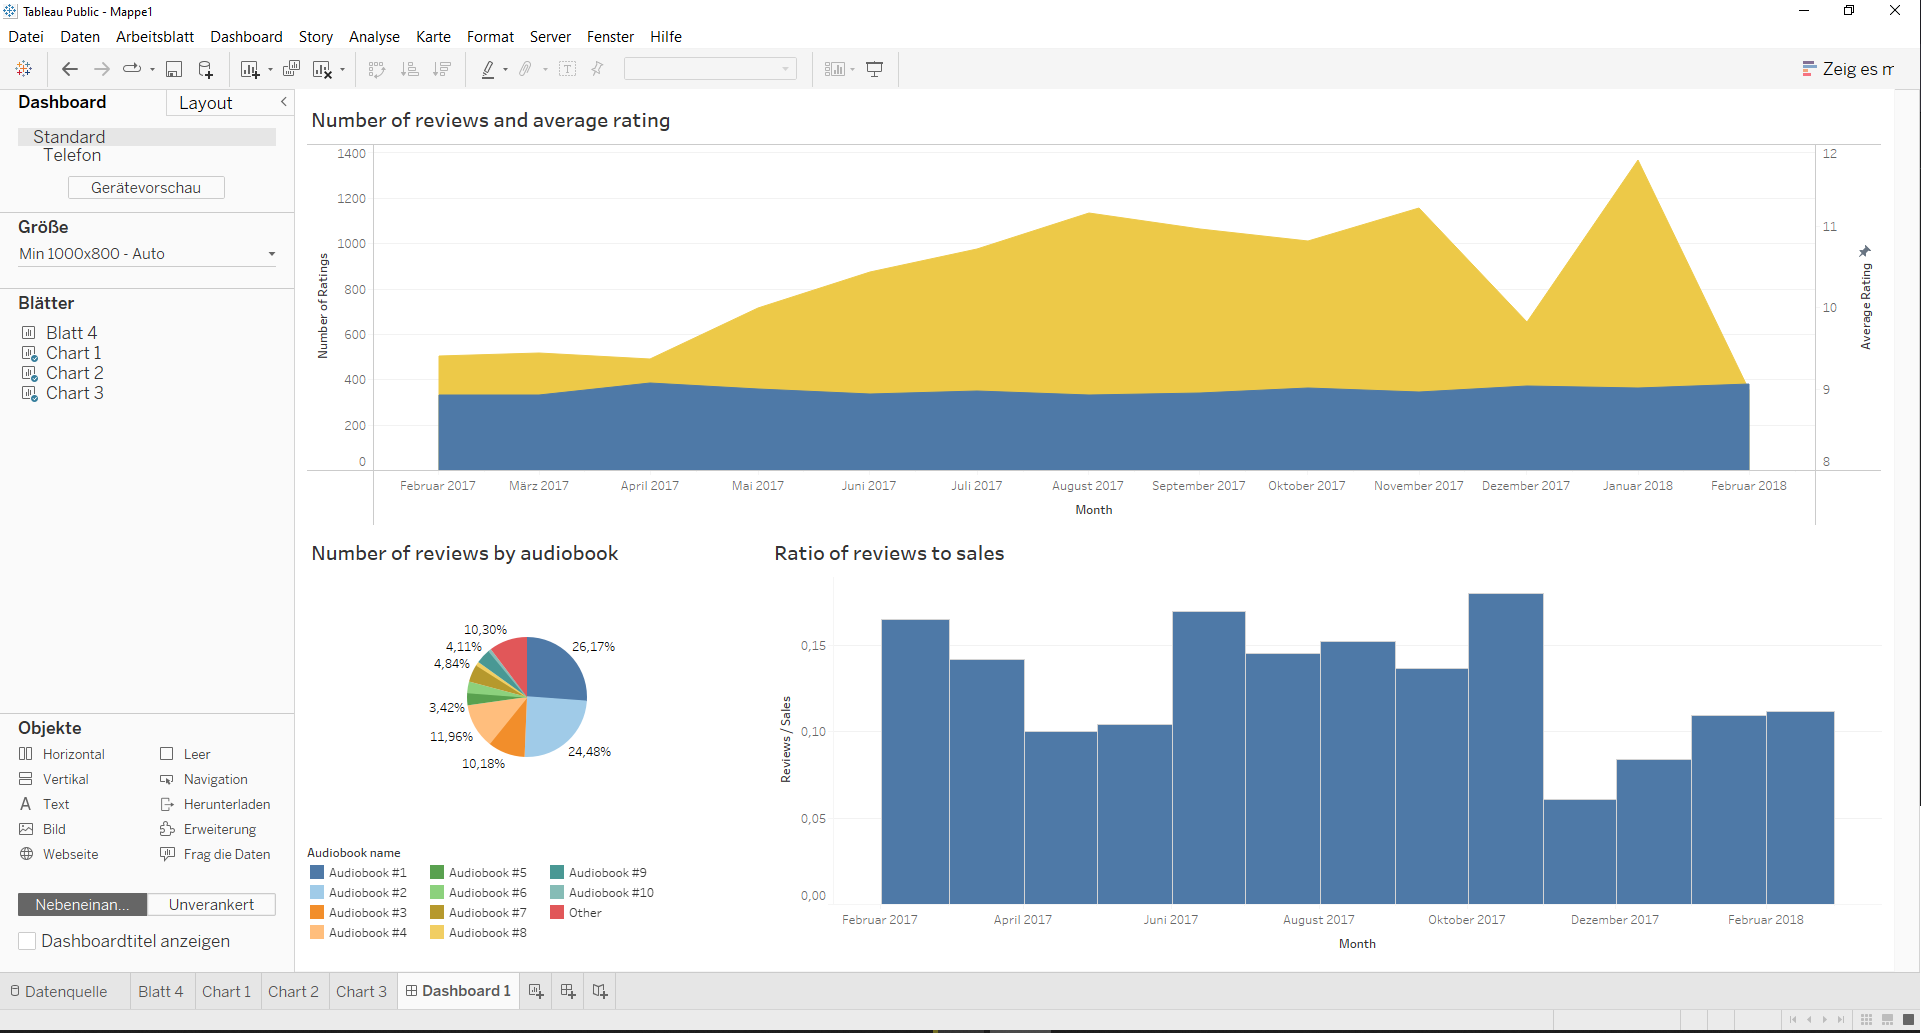 Tableau Public - Mappe1
Datei Daten Arbeitsblatt Dashboard Story Analyse Karte Format Server Fenster Hilfe
Zeig es m
Dashboard Layout
Standard
Telefon
Gerätevorschau
Größe
Min 1000x800 - Auto
Blätter
Blatt 4
Chart 1
Chart 2
Chart 3
Objekte
Horizontal Leer
Vertikal Navigation
Text Herunterladen
Bild Erweiterung
Webseite Frag die Daten
Nebeneinan... Unverankert
Dashboardtitel anzeigen
Number of reviews and average rating
1400
1200
1000
800
600
400
200
0
Number of Ratings
12
11
10
9
8
Average Rating
Februar 2017 März 2017 April 2017 Mai 2017 Juni 2017 Juli 2017 August 2017 September 2017 Oktober 2017 November 2017 Dezember 2017 Januar 2018 Februar 2018
Month
Number of reviews by audiobook
10,30%
4,11%
4,84%
3,42%
11,96%
10,18%
26,17%
24,48%
Audiobook name
Audiobook #1 Audiobook #5 Audiobook #9
Audiobook #2 Audiobook #6 Audiobook #10
Audiobook #3 Audiobook #7 Other
Audiobook #4 Audiobook #8
Ratio of reviews to sales
0,15
0,10
0,05
0,00
Reviews / Sales
Februar 2017 April 2017 Juni 2017 August 2017 Oktober 2017 Dezember 2017 Februar 2018
Month
Datenquelle Blatt 4 Chart 1 Chart 2 Chart 3 Dashboard 1